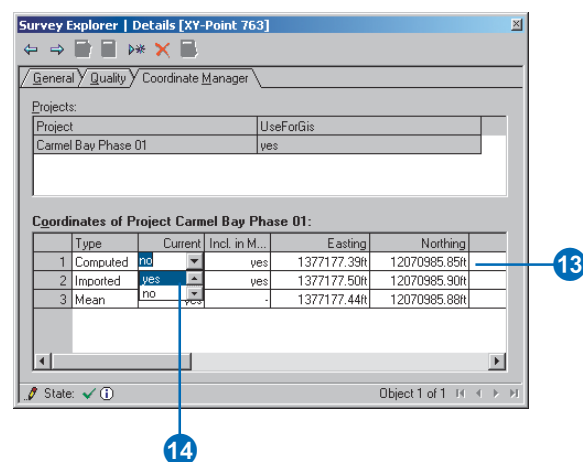 Survey Explorer | Details [XY-Point 763]
General Quality Coordinate Manager
Projects:
Project UseForGis
Carmel Bay Phase 01 yes
Coordinates of Project Carmel Bay Phase 01:
Type Current Incl. in M... Easting Northing
1 Computed no yes 1377177.39ft 12070985.85ft
13
2 Imported yes yes 1377177.50ft 12070985.90ft
no
3 Mean yes - 1377177.44ft 12070985.88ft
State: Object 1 of 1
14